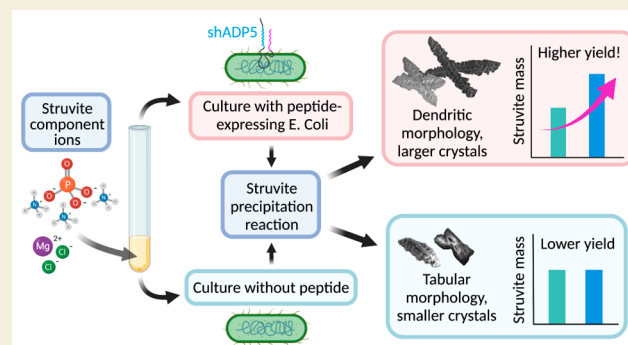 shADP5
Struvite
component
ions
Culture with peptide-
expressing E. Coli
Struvite
precipitation
reaction
Culture without peptide
P
O
O
O
O
-
-
-
N
+
N
+
N
+
Mg
2+
Cl
-
Cl
-
Dendritic
morphology,
larger crystals
Higher yield!
Struvite mass
Tabular
morphology,
smaller crystals
Lower yield
Struvite mass